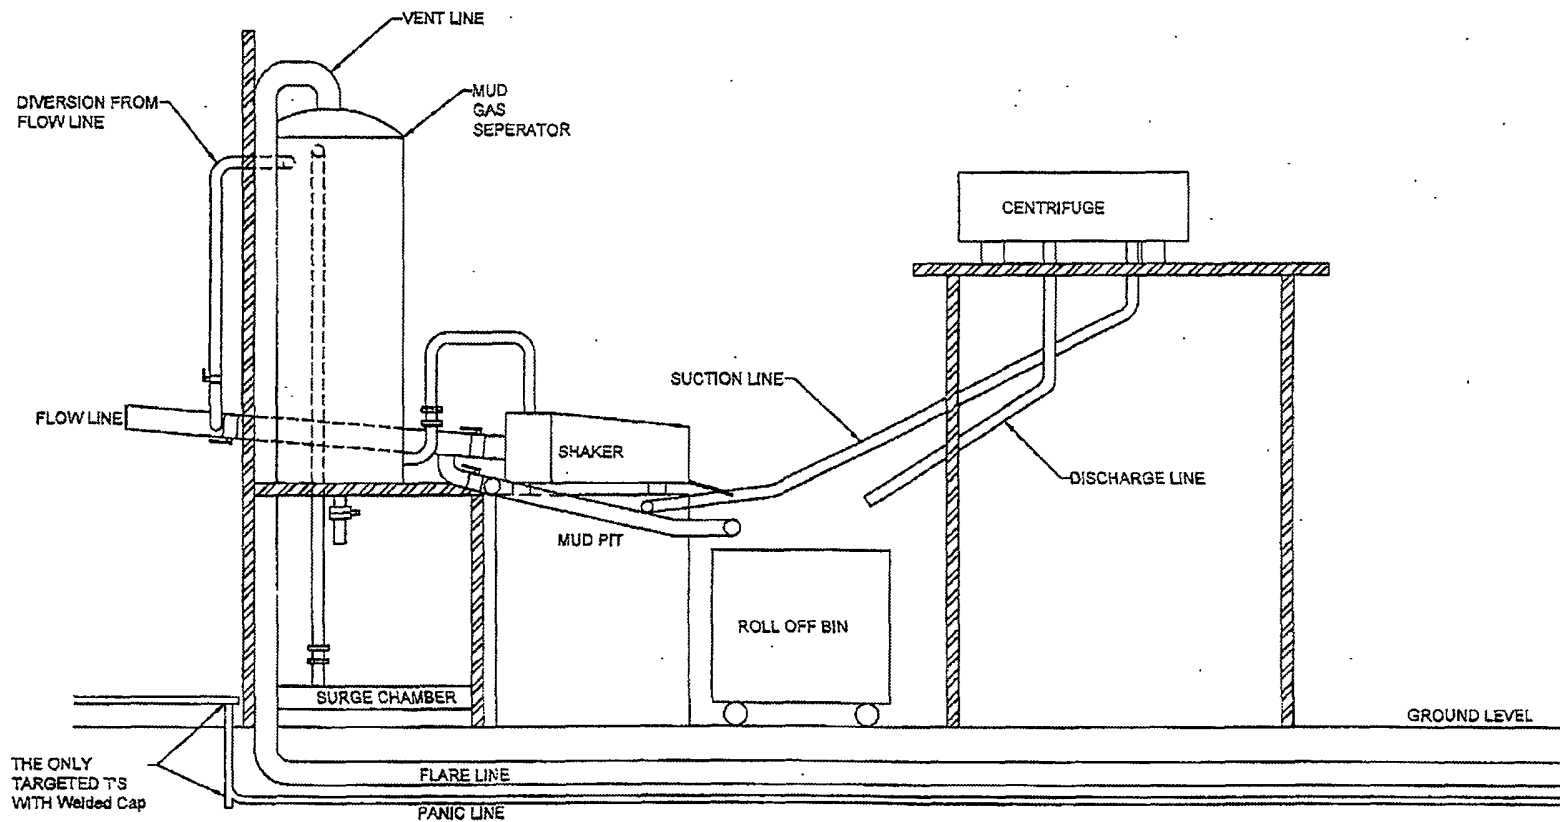 VENT LINE
DIVERSION FROM
FLOW LINE
MUD
GAS
SEPERATOR
CENTRIFUGE
SUCTION LINE
FLOW LINE
SHAKER
DISCHARGE LINE
MUD PIT
ROLL OFF BIN
SURGE CHAMBER
GROUND LEVEL
THE ONLY
TARGETED T'S
WITH Welded Cap
FLARE LINE
PANIC LINE